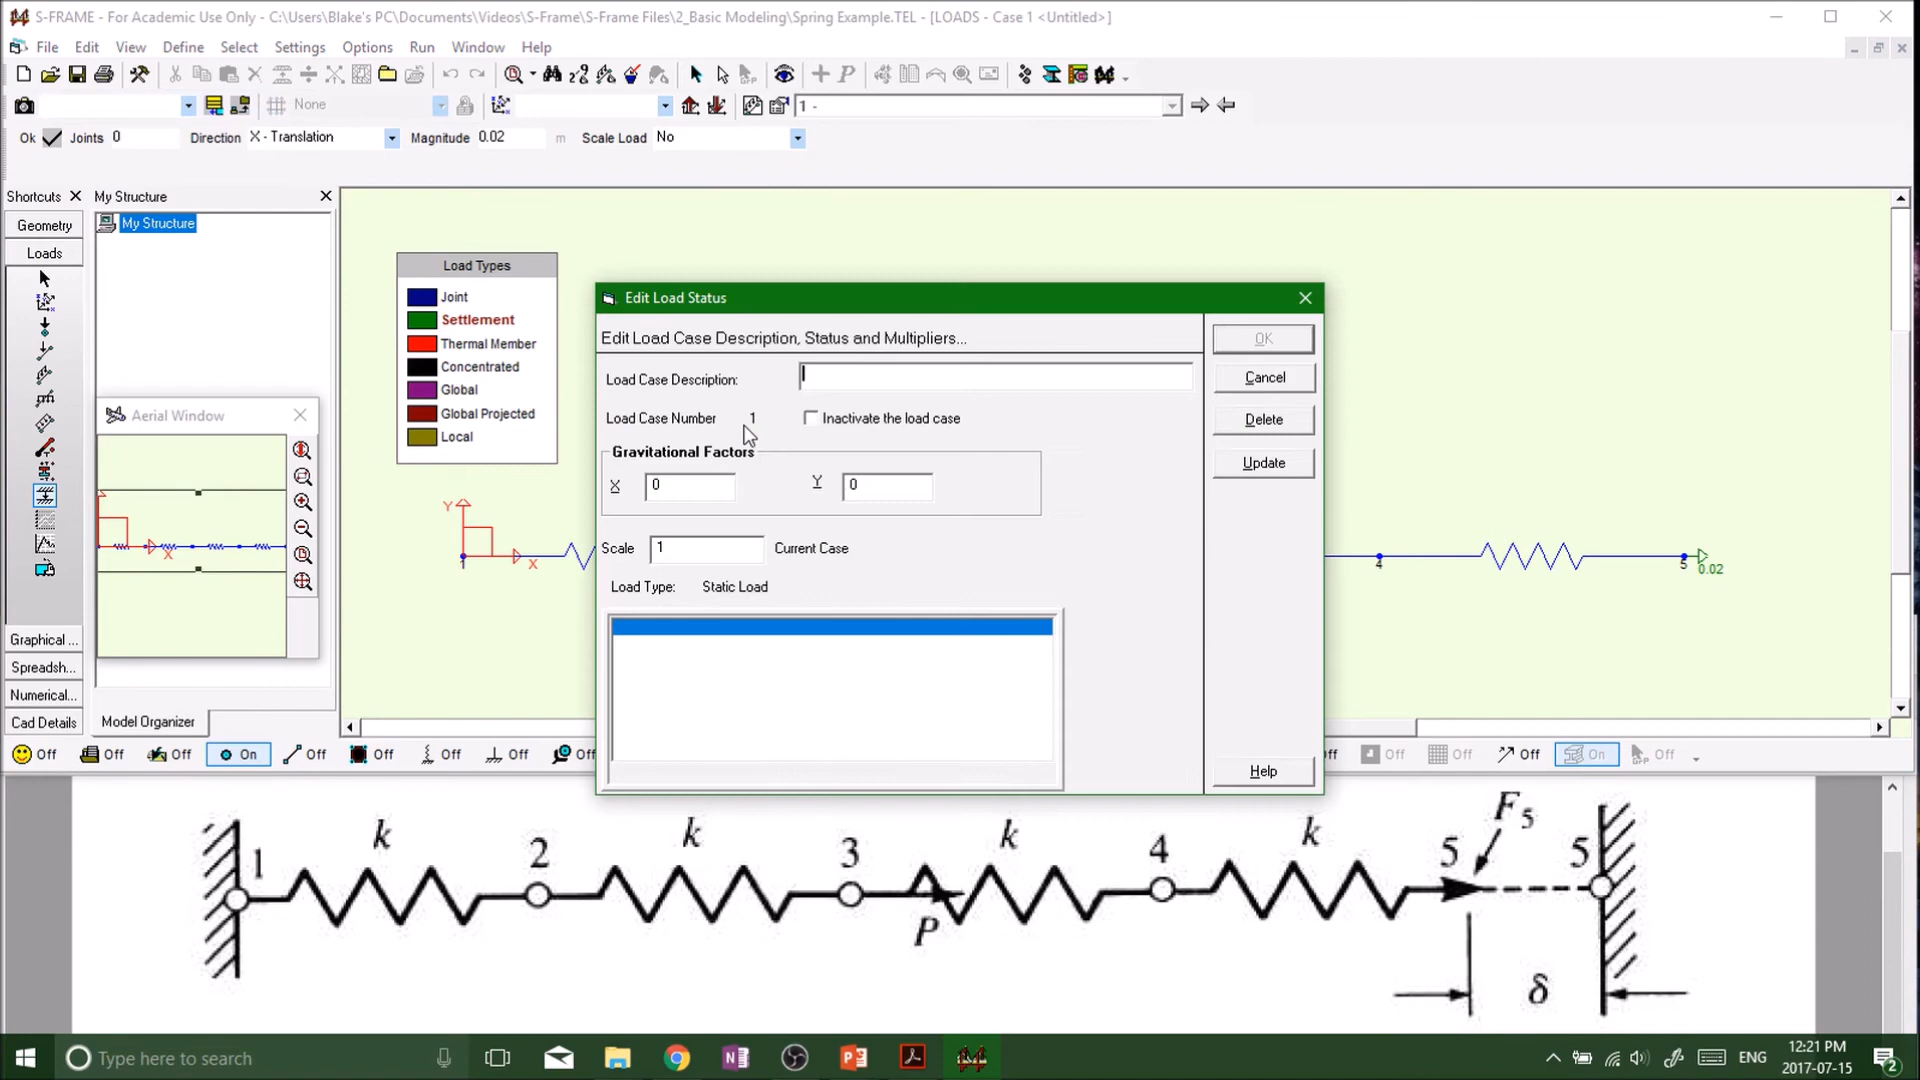 S-FRAME - For Academic Use Only - C:\Users\Blake's PC\Documents\Videos\S-Frame\S-Frame Files\2_Basic Modeling\Spring Example.TEL - [LOADS - Case 1 <Untitled>]
File Edit View Define Select Settings Options Run Window Help
None
1 -
Ok Joints 0 Direction X - Translation Magnitude 0.02 m Scale Load No
Shortcuts
My Structure
Geometry
My Structure
Loads
Load Types
Joint
Settlement
Thermal Member
Concentrated
Global
Global Projected
Local
Aerial Window
X
Edit Load Status
Edit Load Case Description, Status and Multipliers...
OK
Load Case Description:
Cancel
Load Case Number 1
Inactivate the load case
Delete
Gravitational Factors
Update
X 0 Y 0
Scale 1 Current Case
Load Type: Static Load
Help
Y
X
1
4
5
0.02
Graphical ...
Spreadsh...
Numerical...
Cad Details
Model Organizer
Off Off Off On Off Off Off Off Off Off Off Off On Off
1 k 2 k 3 k 4 k 5 F5 5
P
δ
Type here to search
ENG
12:21 PM
2017-07-15
2